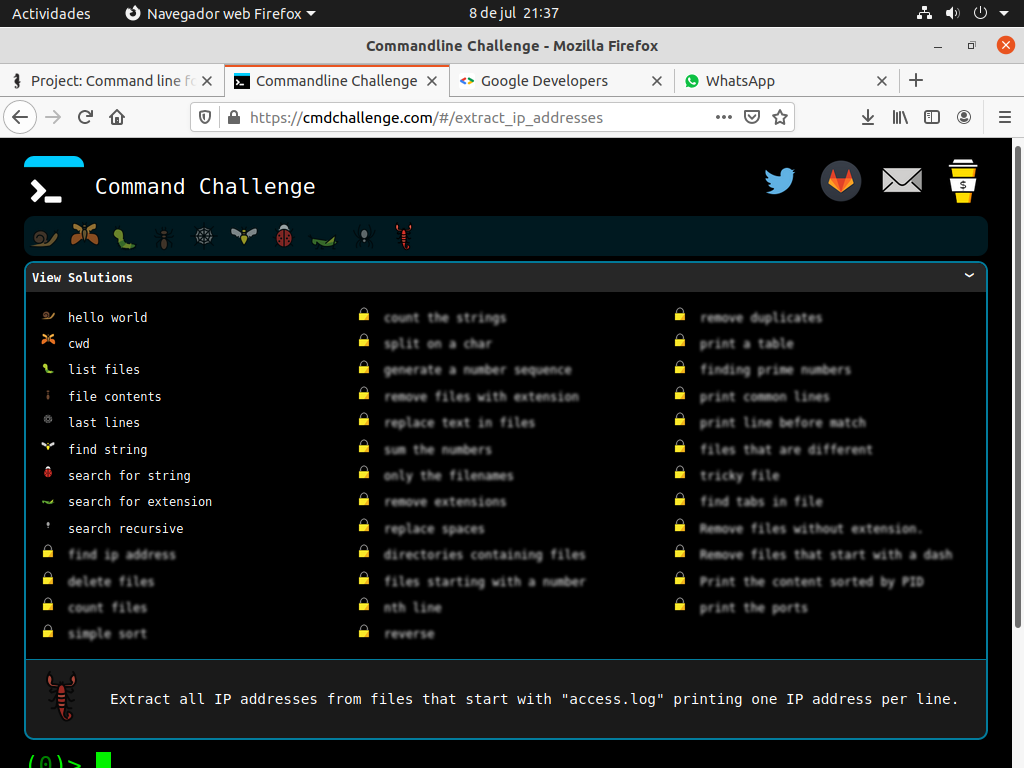 Actividades Navegador web Firefox 8 de jul 21:37
Commandline Challenge - Mozilla Firefox
Project: Command line fo Commandline Challenge Google Developers WhatsApp
https://cmdchallenge.com/#/extract_ip_addresses
Command Challenge
$
View Solutions
hello world count the strings remove duplicates
cwd split on a char print a table
list files generate a number sequence finding prime numbers
file contents remove files with extension print common lines
last lines replace text in files print line before match
find string sum the numbers files that are different
search for string only the filenames tricky file
search for extension remove extensions find tabs in file
search recursive replace spaces Remove files without extension.
find ip address directories containing files Remove files that start with a dash
delete files files starting with a number Print the content sorted by PID
count files nth line print the ports
simple sort reverse
Extract all IP addresses from files that start with "access.log" printing one IP address per line.
(0)>